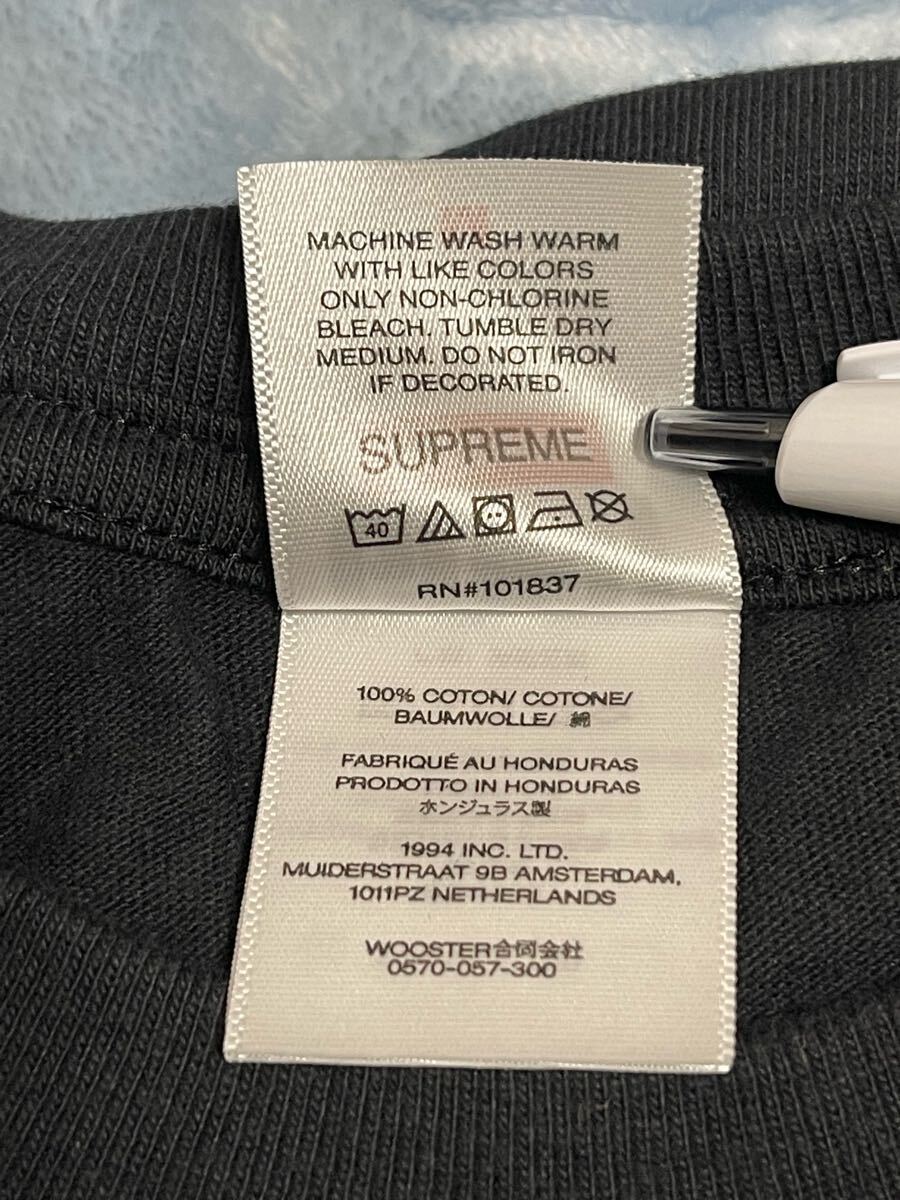 MACHINE WASH WARM
WITH LIKE COLORS
ONLY NON-CHLORINE
BLEACH. TUMBLE DRY
MEDIUM. DO NOT IRON
IF DECORATED.
SUPREME
40
RN#101837
100% COTON/ COTONE/
BAUMWOLLE/ 綿
FABRIQUÉ AU HONDURAS
PRODOTTO IN HONDURAS
ホンジュラス製
1994 INC. LTD.
MUIDERSTRAAT 9B AMSTERDAM,
1011PZ NETHERLANDS
WOOSTER合同会社
0570-057-300